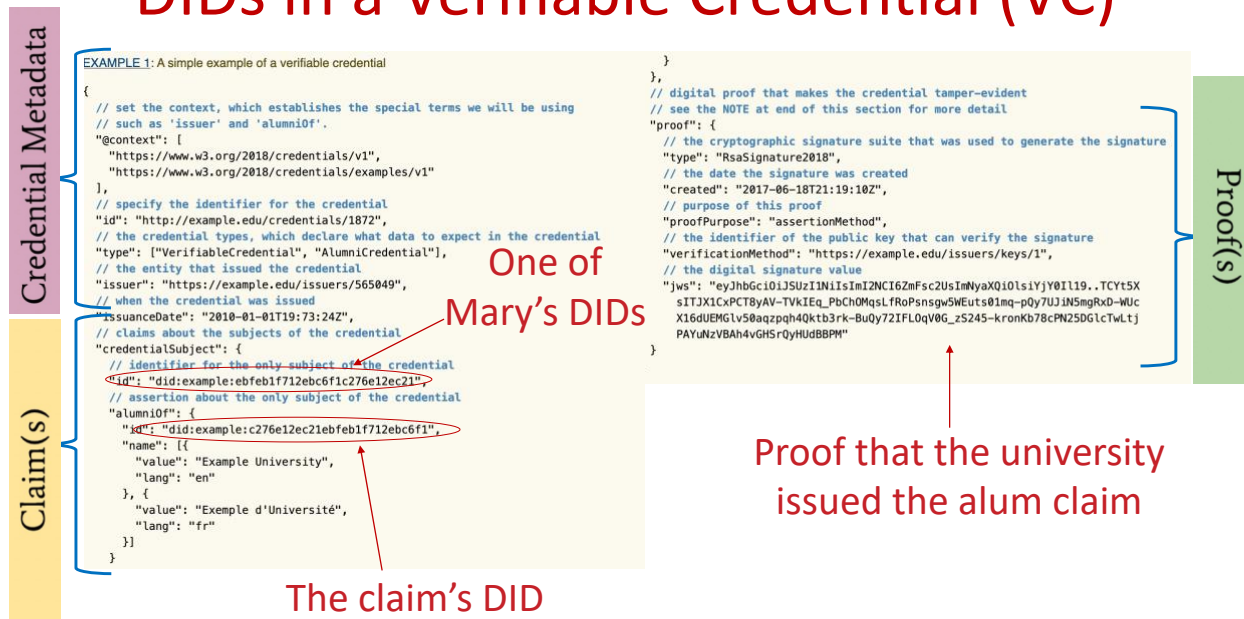 DIDs in a Verifiable Credential (VC)
Credential Metadata
Claim(s)
EXAMPLE 1: A simple example of a verifiable credential
{
// set the context, which establishes the special terms we will be using
// such as 'issuer' and 'alumniOf'.
"@context": [
"https://www.w3.org/2018/credentials/v1",
"https://www.w3.org/2018/credentials/examples/v1"
],
// specify the identifier for the credential
"id": "http://example.edu/credentials/1872",
// the credential types, which declare what data to expect in the credential
"type": ["VerifiableCredential", "AlumniCredential"],
// the entity that issued the credential
"issuer": "https://example.edu/issuers/565049",
// when the credential was issued
"issuanceDate": "2010-01-01T19:73:24Z",
// claims about the subjects of the credential
"credentialSubject": {
// identifier for the only subject of the credential
"id": "did:example:ebfeb1f712ebc6f1c276e12ec21",
// assertion about the only subject of the credential
"alumniOf": {
"id": "did:example:c276e12ec21ebfeb1f712ebc6f1",
"name": [{
"value": "Example University",
"lang": "en"
}, {
"value": "Exemple d'Université",
"lang": "fr"
}]
}
One of
Mary's DIDs
The claim's DID
}
},
// digital proof that makes the credential tamper-evident
// see the NOTE at end of this section for more detail
"proof": {
// the cryptographic signature suite that was used to generate the signature
"type": "RsaSignature2018",
// the date the signature was created
"created": "2017-06-18T21:19:10Z",
// purpose of this proof
"proofPurpose": "assertionMethod",
// the identifier of the public key that can verify the signature
"verificationMethod": "https://example.edu/issuers/keys/1",
// the digital signature value
"jws": "eyJhbGciOiJSUzI1NiIsImI2NCI6ZmFsc2UsImNyaXQiOlsiYjY0Il19..TCYt5X
sITJX1CxPCT8yAV-TVkIEq_PbChOMqsLfRoPsnsgw5WEuts01mq-pQy7UJiN5mgRxD-WUc
X16dUEMGlv50aqzpqh4Qktb3rk-BuQy72IFLOqV0G_zS245-kronKb78cPN25DGlcTwLtj
PAYuNzVBAh4vGHSrQyHUdBBPM"
}
Proof(s)
Proof that the university
issued the alum claim